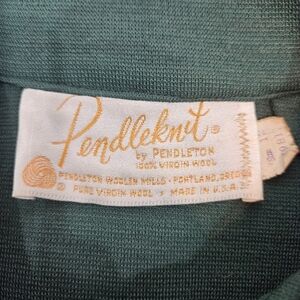 Pendleknit®
by PENDLETON
100% VIRGIN WOOL
PENDLETON WOOLEN MILLS • PORTLAND, OREGON
PURE VIRGIN WOOL • MADE IN U.S.A.